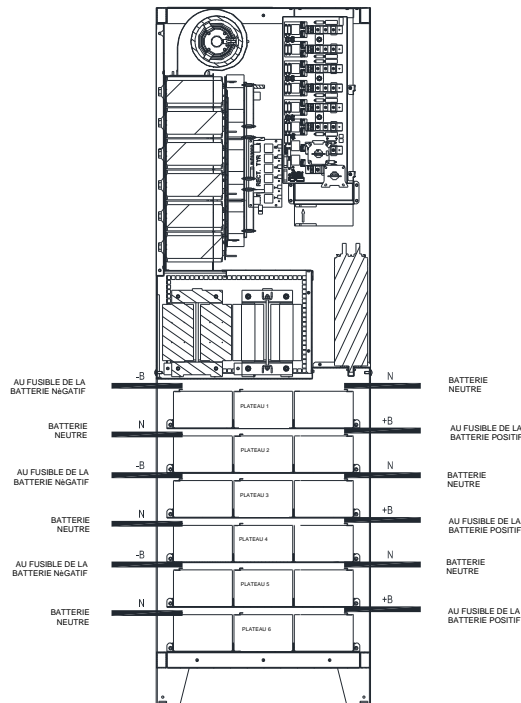 RECT. TYR
-B
N
AU FUSIBLE DE LA
BATTERIE NèGATIF
BATTERIE
NEUTRE
PLATEAU 1
N
+B
BATTERIE
NEUTRE
AU FUSIBLE DE LA
BATTERIE POSITIF
PLATEAU 2
-B
N
AU FUSIBLE DE LA
BATTERIE NèGATIF
BATTERIE
NEUTRE
PLATEAU 3
N
+B
BATTERIE
NEUTRE
AU FUSIBLE DE LA
BATTERIE POSITIF
PLATEAU 4
-B
N
AU FUSIBLE DE LA
BATTERIE NèGATIF
BATTERIE
NEUTRE
PLATEAU 5
N
+B
BATTERIE
NEUTRE
AU FUSIBLE DE LA
BATTERIE POSITIF
PLATEAU 6